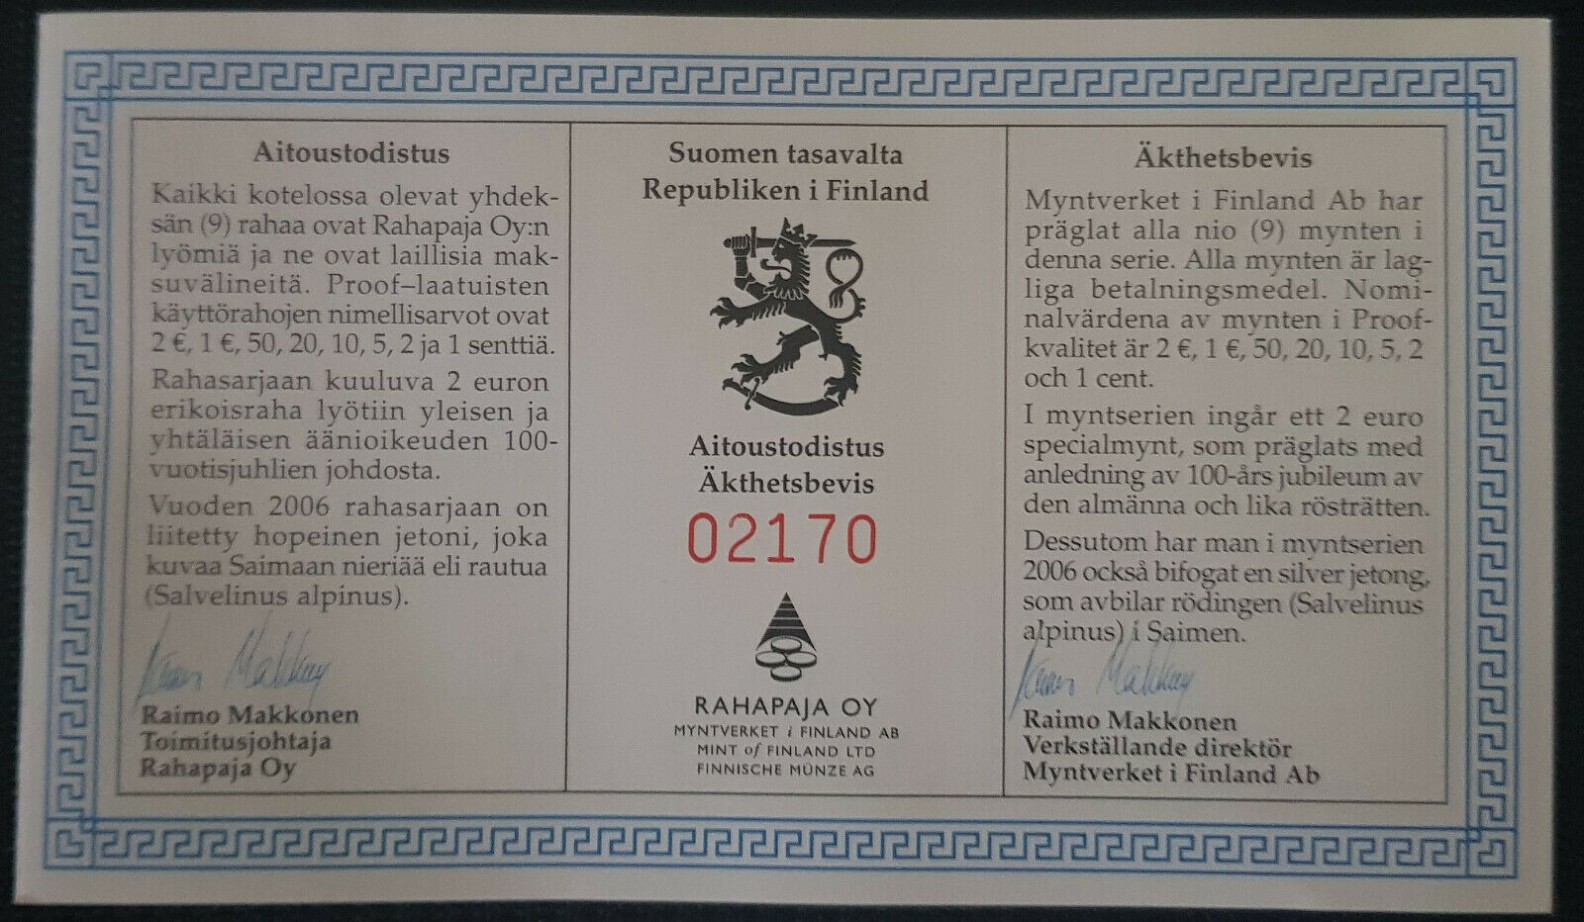 Aitoustodistus
Kaikki kotelossa olevat yhdek-
sän (9) rahaa ovat Rahapaja Oy:n
lyömiä ja ne ovat laillisia mak-
suvälineitä. Proof–laatuisten
käyttörahojen nimellisarvot ovat
2 €, 1 €, 50, 20, 10, 5, 2 ja 1 senttiä.
Rahasarjaan kuuluva 2 euron
erikoisraha lyötiin yleisen ja
yhtäläisen äänioikeuden 100-
vuotisjuhlien johdosta.
Vuoden 2006 rahasarjaan on
liitetty hopeinen jetoni, joka
kuvaa Saimaan nieriää eli rautua
(Salvelinus alpinus).
Raimo Makkonen
Toimitusjohtaja
Rahapaja Oy
Suomen tasavalta
Republiken i Finland
Aitoustodistus
Äkthetsbevis
02170
RAHAPAJA OY
MYNTVERKET i FINLAND AB
MINT of FINLAND LTD
FINNISCHE MÜNZE AG
Äkthetsbevis
Myntverket i Finland Ab har
präglat alla nio (9) mynten i
denna serie. Alla mynten är lag-
liga betalningsmedel. Nomi-
nalvärdena av mynten i Proof-
kvalitet är 2 €, 1 €, 50, 20, 10, 5, 2
och 1 cent.
I myntserien ingår ett 2 euro
specialmynt, som präglats med
anledning av 100-års jubileum av
den almänna och lika rösträtten.
Dessutom har man i myntserien
2006 också bifogat en silver jetong,
som avbilar rödingen (Salvelinus
alpinus) i Saimen.
Raimo Makkonen
Verkställande direktör
Myntverket i Finland Ab